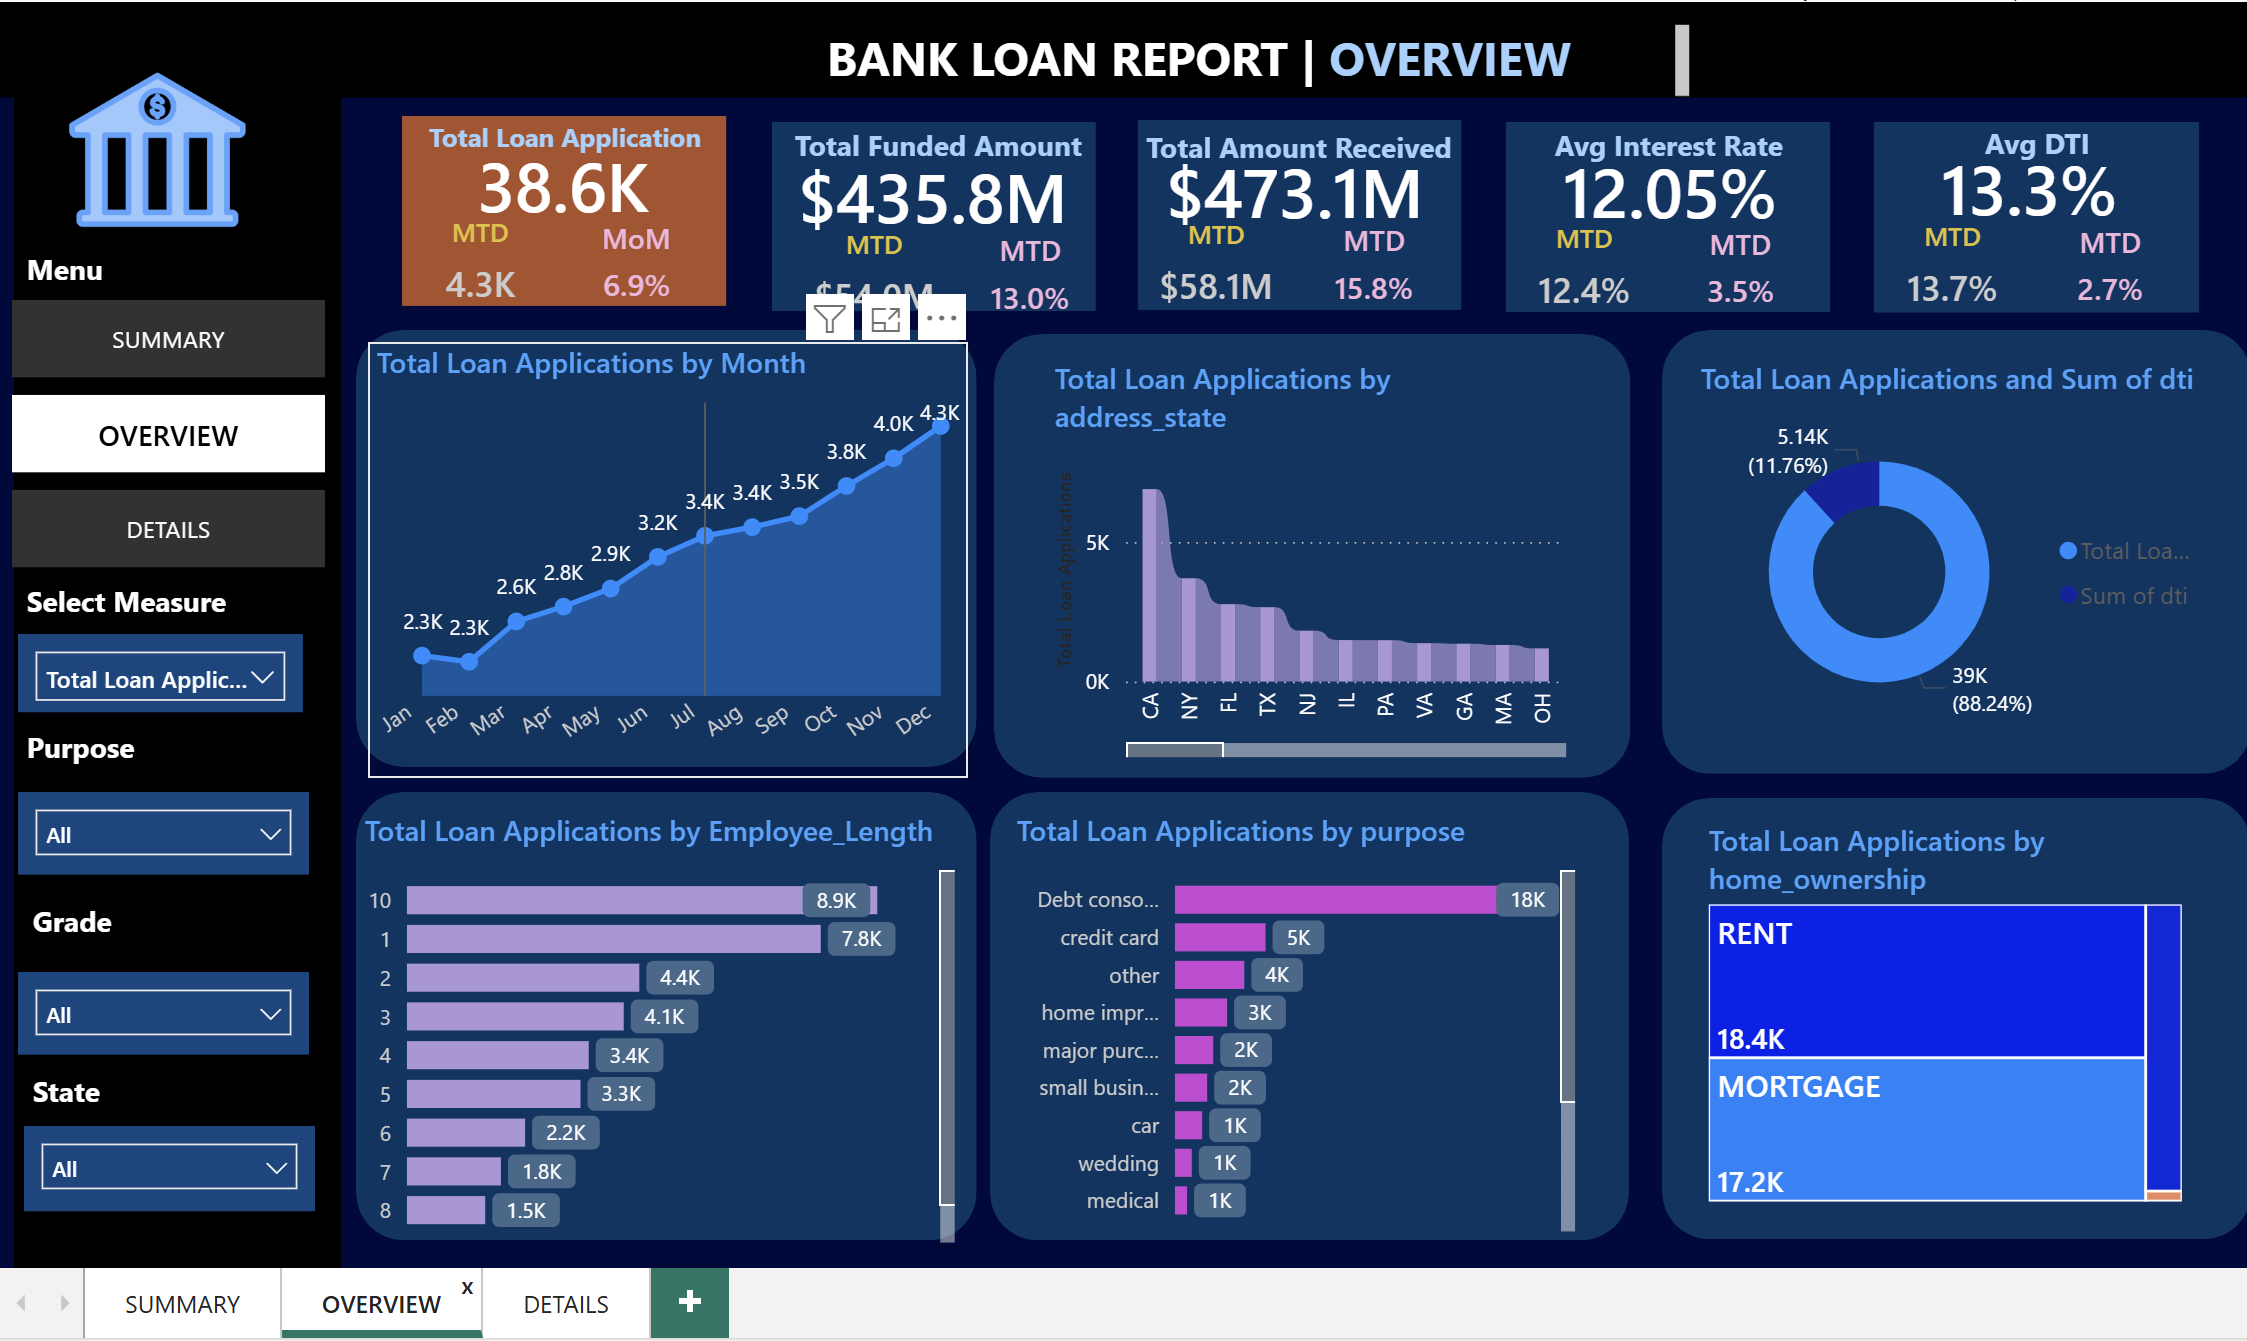 BANK LOAN REPORT | OVERVIEW
Menu
SUMMARY
OVERVIEW
DETAILS
Select Measure
Total Loan Applic...
Purpose
All
Grade
All
State
All
Total Loan Application
38.6K
MTD
MoM
4.3K
6.9%
Total Funded Amount
$435.8M
MTD
MTD
$54.0M
13.0%
Total Amount Received
$473.1M
MTD
MTD
$58.1M
15.8%
Avg Interest Rate
12.05%
MTD
MTD
12.4%
3.5%
Avg DTI
13.3%
MTD
MTD
13.7%
2.7%
Total Loan Applications by Month
2.3K
2.3K
2.6K
2.8K
2.9K
3.2K
3.4K
3.4K
3.5K
3.8K
4.0K
4.3K
Jan
Feb
Mar
Apr
May
Jun
Jul
Aug
Sep
Oct
Nov
Dec
Total Loan Applications by
address_state
Total Loan Applications
5K
0K
CA
NY
FL
TX
NJ
IL
PA
VA
GA
MA
OH
Total Loan Applications and Sum of dti
5.14K
(11.76%)
39K
(88.24%)
Total Loa...
Sum of dti
Total Loan Applications by Employee_Length
10
8.9K
1
7.8K
2
4.4K
3
4.1K
4
3.4K
5
3.3K
6
2.2K
7
1.8K
8
1.5K
Total Loan Applications by purpose
Debt conso...
18K
credit card
5K
other
4K
home impr...
3K
major purc...
2K
small busin...
2K
car
1K
wedding
1K
medical
1K
Total Loan Applications by
home_ownership
RENT
18.4K
MORTGAGE
17.2K
SUMMARY
OVERVIEW
x
DETAILS